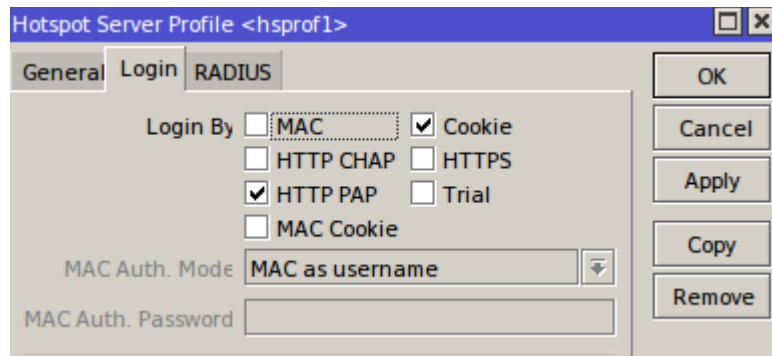 Hotspot Server Profile <hsprof1>
General Login RADIUS
Login By MAC Cookie
HTTP CHAP HTTPS
HTTP PAP Trial
MAC Cookie
MAC Auth. Mode MAC as username
MAC Auth. Password
OK
Cancel
Apply
Copy
Remove